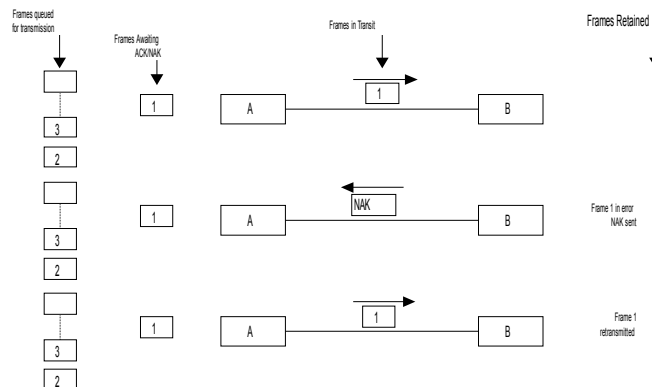 Frames queued
for transmission
Frames Awaiting
ACK/NAK
Frames in Transit
Frames Retained
1
1
A
B
3
2
NAK
1
A
B
Frame 1 in error
NAK sent
3
2
1
1
A
B
Frame 1
retransmitted
3
2